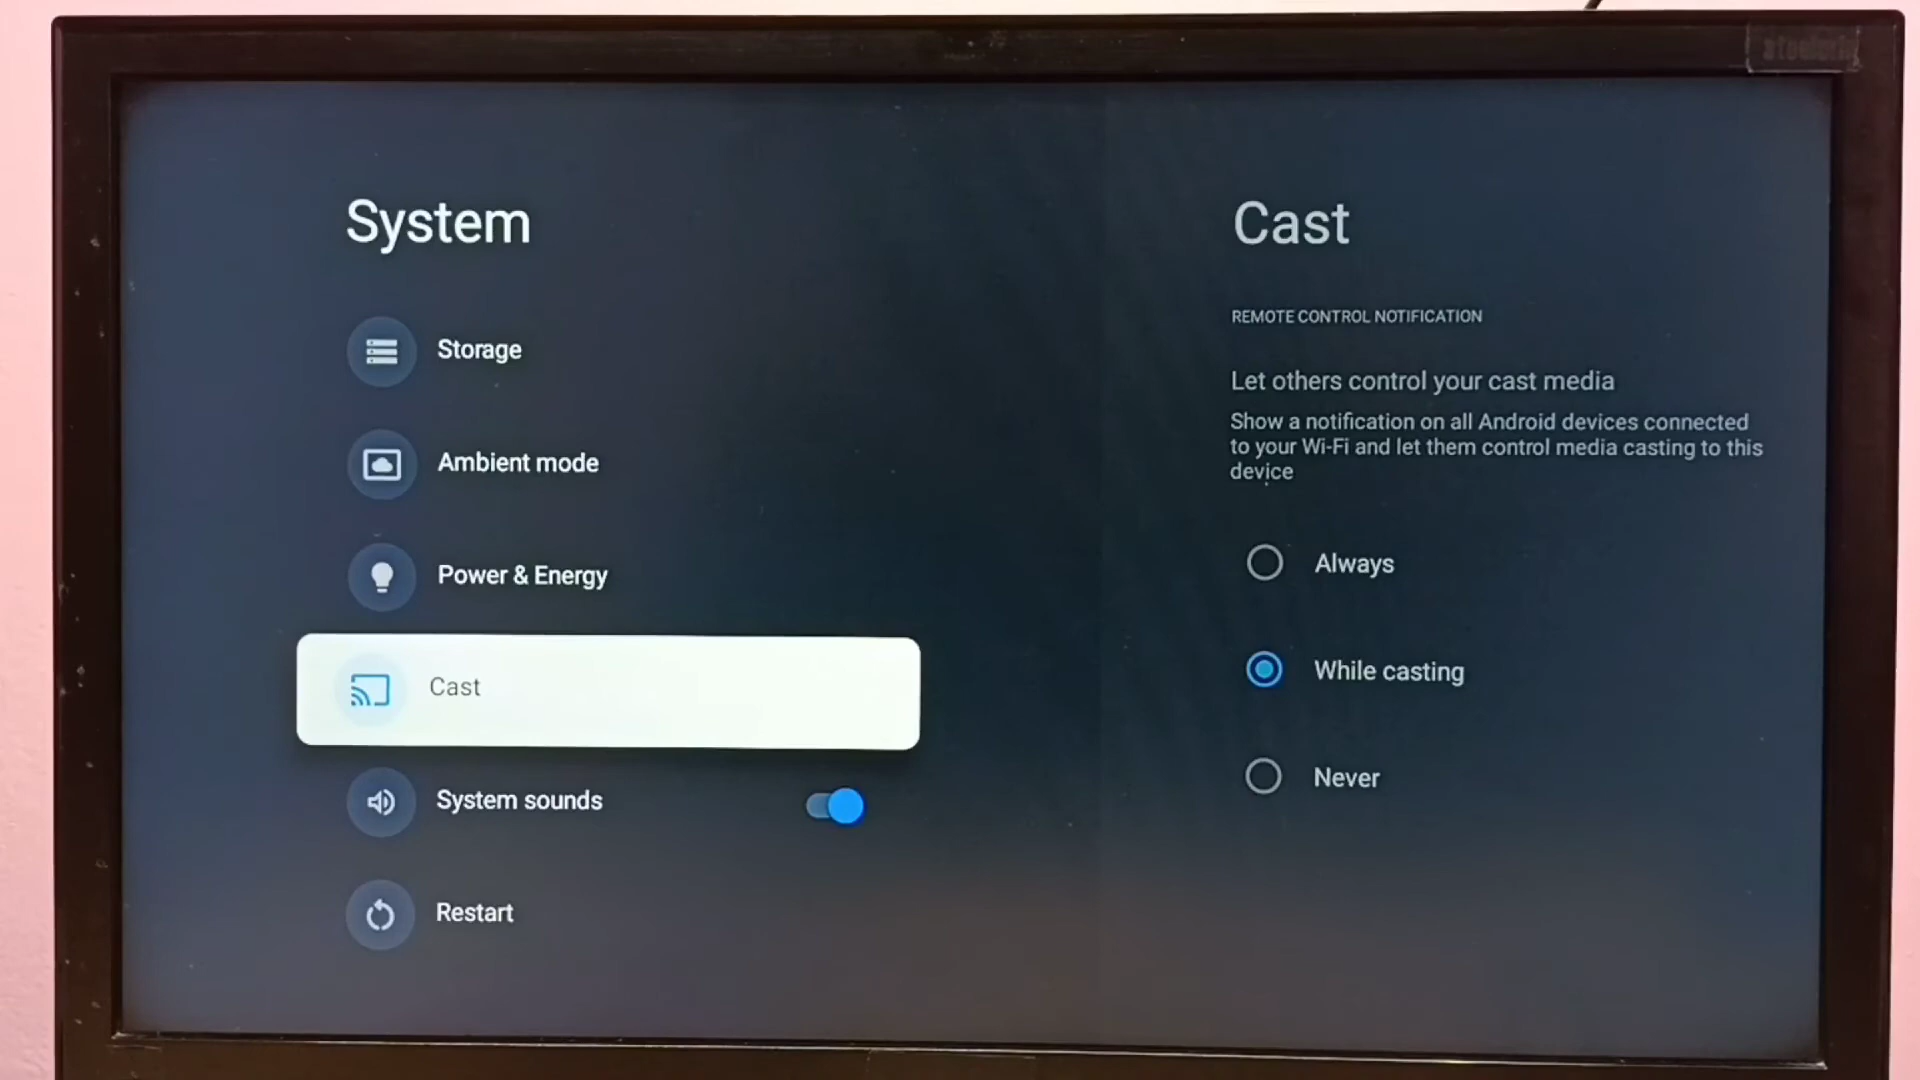 System
Storage
Ambient mode
Power & Energy
Cast
System sounds
Restart
Cast
REMOTE CONTROL NOTIFICATION
Let others control your cast media
Show a notification on all Android devices connected
to your Wi-Fi and let them control media casting to this
device
Always
While casting
Never